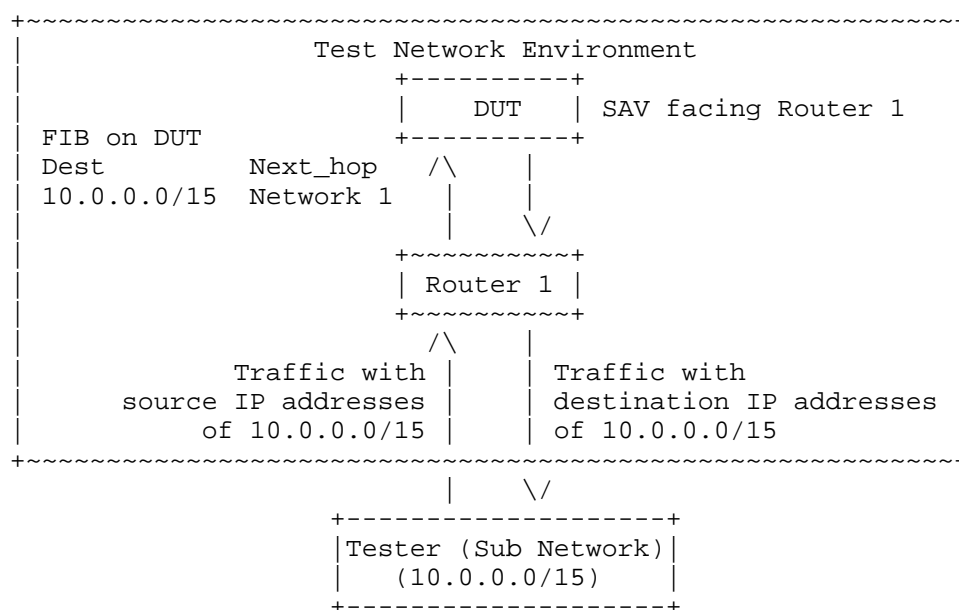 Test Network Environment
DUT SAV facing Router 1
FIB on DUT
Dest Next_hop
10.0.0.0/15 Network 1
Router 1
Traffic with Traffic with
source IP addresses destination IP addresses
of 10.0.0.0/15 of 10.0.0.0/15
Tester (Sub Network)
(10.0.0.0/15)